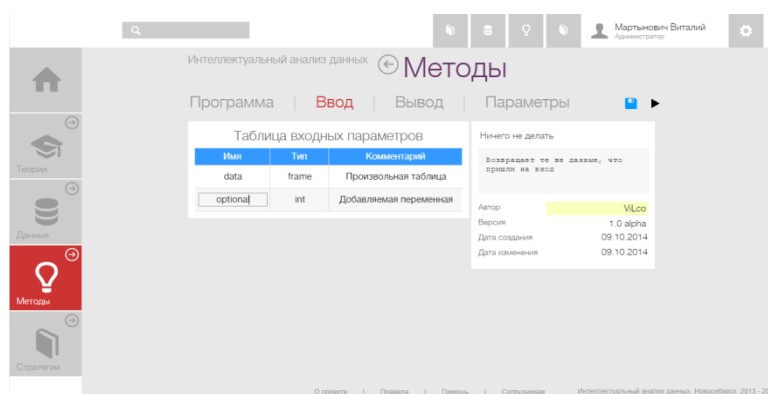 Мартынович Виталий
Администратор
Интеллектуальный анализ данных
Методы
Программа | Ввод | Вывод | Параметры
Таблица входных параметров
Имя Тип Комментарий
data frame Произвольная таблица
optional int Добавляемая переменная
Ничего не делать
Возвращает те же данные, что
пришли на вход
Автор ViLco
Версия 1.0 alpha
Дата создания 09.10.2014
Дата изменения 09.10.2014
Теории
Данные
Методы
Стратегии
О проекте | Правила | Помощь | Сотрудникам
Интеллектуальный анализ данных, Новосибирск, 2013 - 20